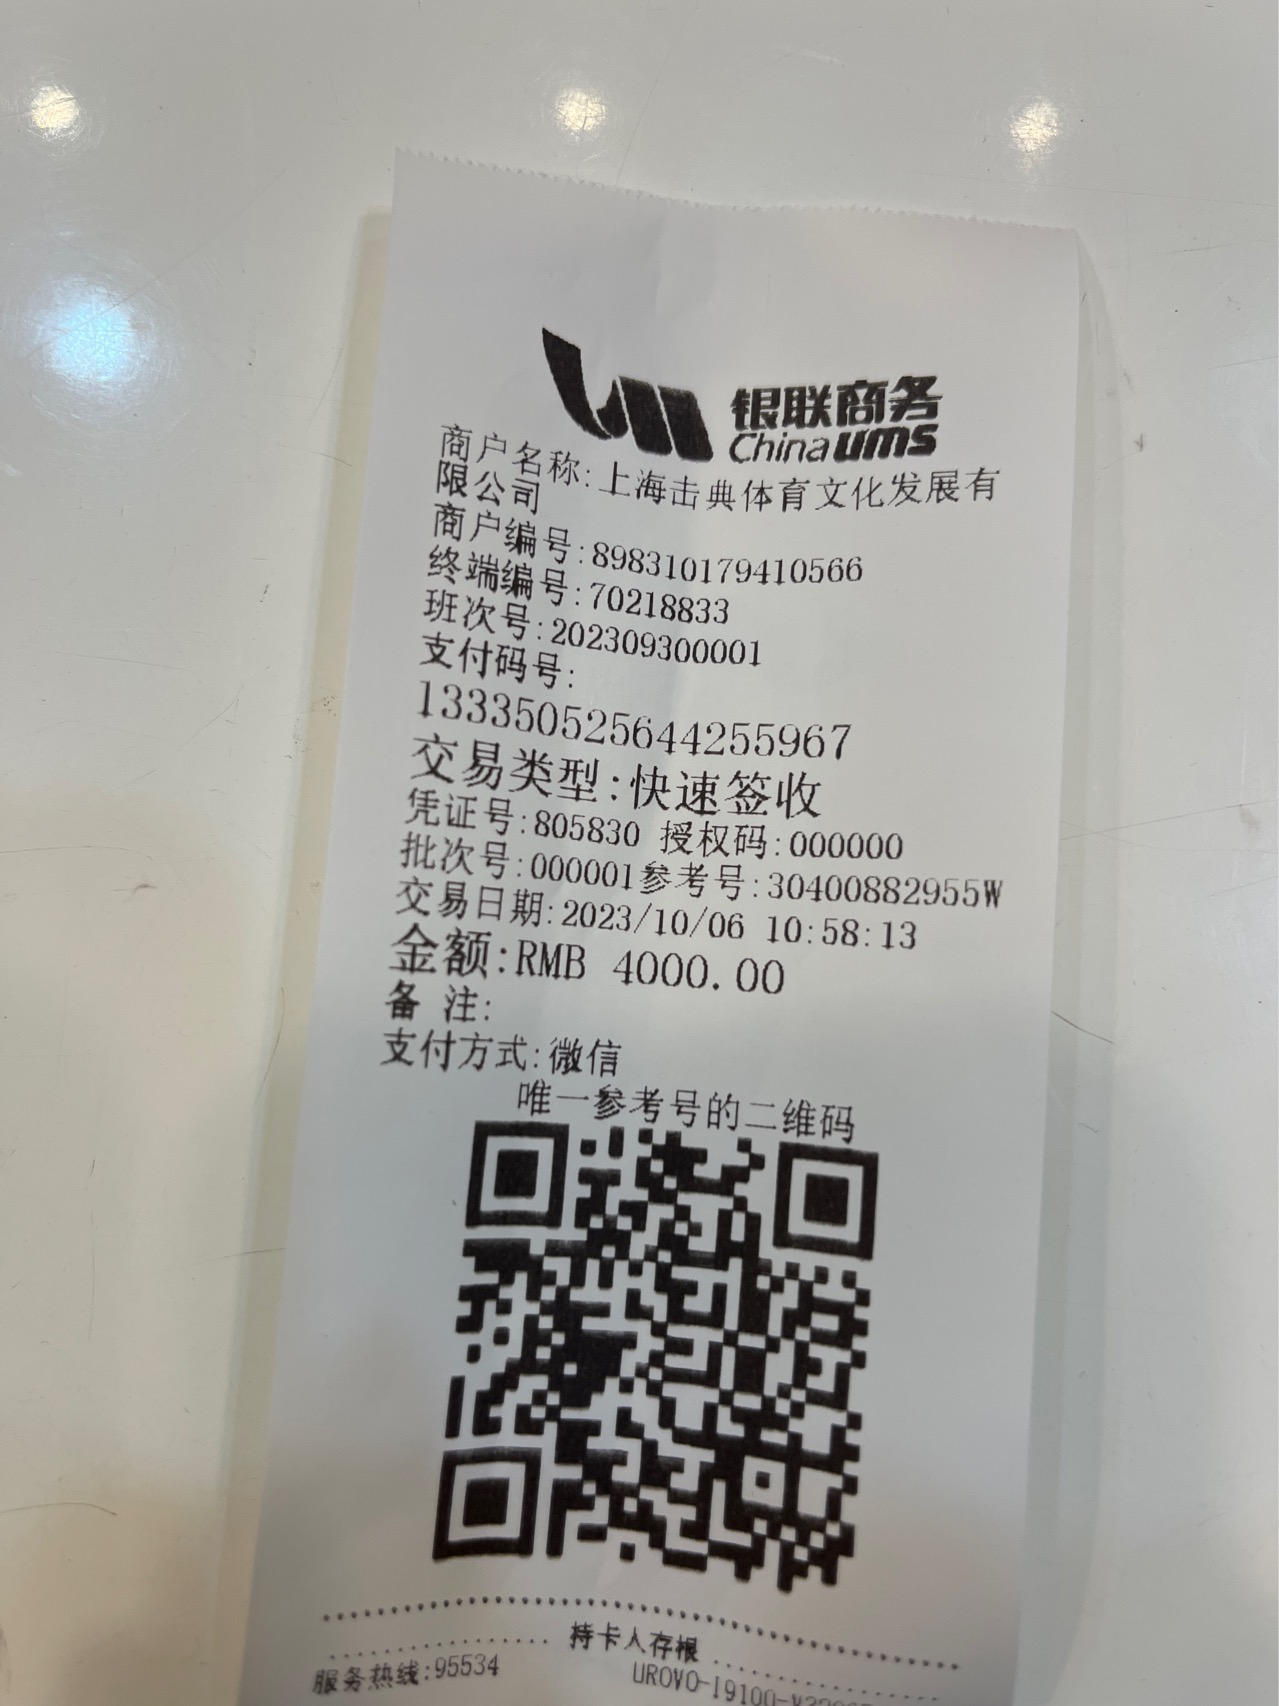 银联商务
Chinaums
商户名称:上海击典体育文化发展有
限公司
商户编号:898310179410566
终端编号:70218833
班次号:202309300001
支付码号:
133350525644255967
交易类型:快速签收
凭证号:805830 授权码:000000
批次号:000001参考号:30400882955W
交易日期:2023/10/06 10:58:13
金额:RMB 4000.00
备 注:
支付方式:微信
唯一参考号的二维码
持卡人存根
服务热线:95534